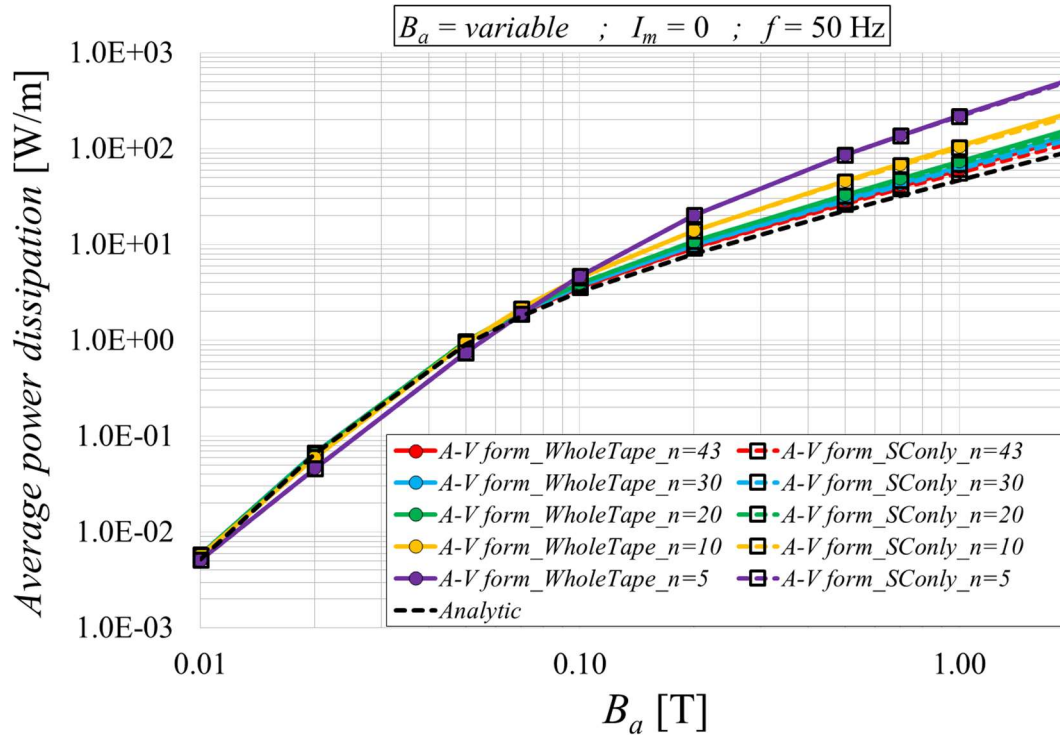 B_a = variable ; I_m = 0 ; f = 50 Hz
Average power dissipation [W/m]
1.0E+03
1.0E+02
1.0E+01
1.0E+00
1.0E-01
1.0E-02
1.0E-03
A-V form_WholeTape_n=43 A-V form_SConly_n=43
A-V form_WholeTape_n=30 A-V form_SConly_n=30
A-V form_WholeTape_n=20 A-V form_SConly_n=20
A-V form_WholeTape_n=10 A-V form_SConly_n=10
A-V form_WholeTape_n=5 A-V form_SConly_n=5
Analytic
0.01 0.10 1.00
B_a [T]